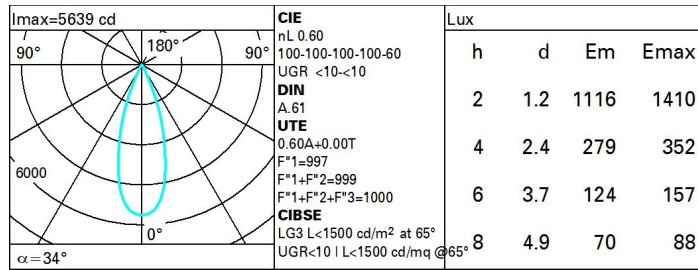 Imax=5639 cd
90° 180° 90°
6000
0°
α=34°
CIE
nL 0.60
100-100-100-100-60
UGR <10-<10
DIN
A.61
UTE
0.60A+0.00T
F"1=997
F"1+F"2=999
F"1+F"2+F"3=1000
CIBSE
LG3 L<1500 cd/m² at 65°
UGR<10 | L<1500 cd/mq @65°
Lux
h d Em Emax
2 1.2 1116 1410
4 2.4 279 352
6 3.7 124 157
8 4.9 70 88